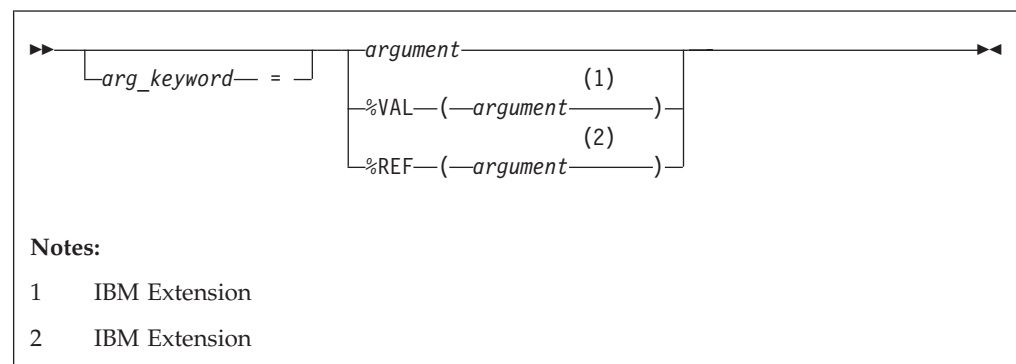 argument
arg_keyword =
(1)
%VAL ( argument )
(2)
%REF ( argument )
Notes:
1 IBM Extension
2 IBM Extension